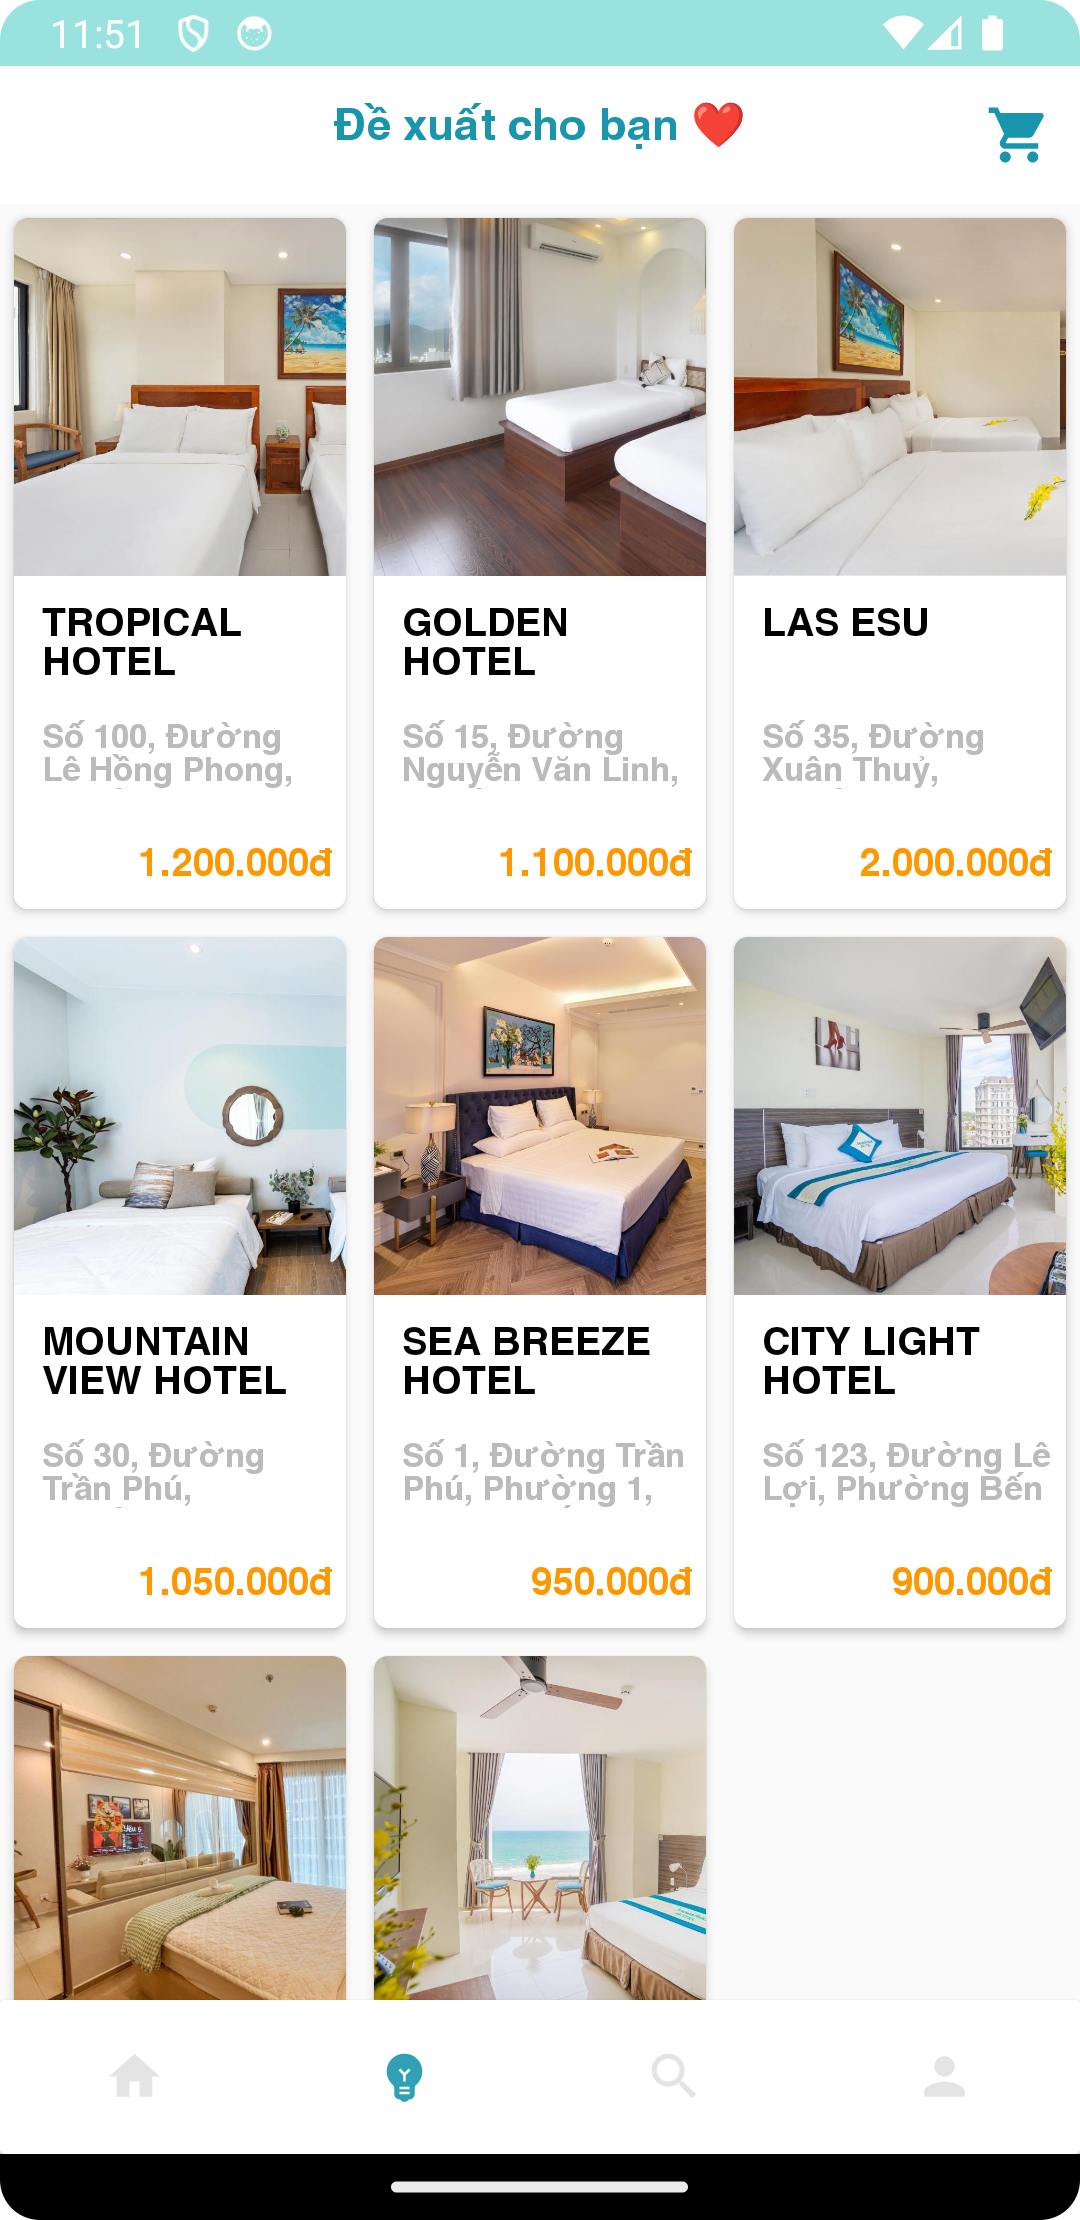 11:51
Đề xuất cho bạn ❤️
TROPICAL
HOTEL
Số 100, Đường
Lê Hồng Phong,
1.200.000đ
GOLDEN
HOTEL
Số 15, Đường
Nguyễn Văn Linh,
1.100.000đ
LAS ESU
Số 35, Đường
Xuân Thuỷ,
2.000.000đ
MOUNTAIN
VIEW HOTEL
Số 30, Đường
Trần Phú,
1.050.000đ
SEA BREEZE
HOTEL
Số 1, Đường Trần
Phú, Phường 1,
950.000đ
CITY LIGHT
HOTEL
Số 123, Đường Lê
Lợi, Phường Bến
900.000đ